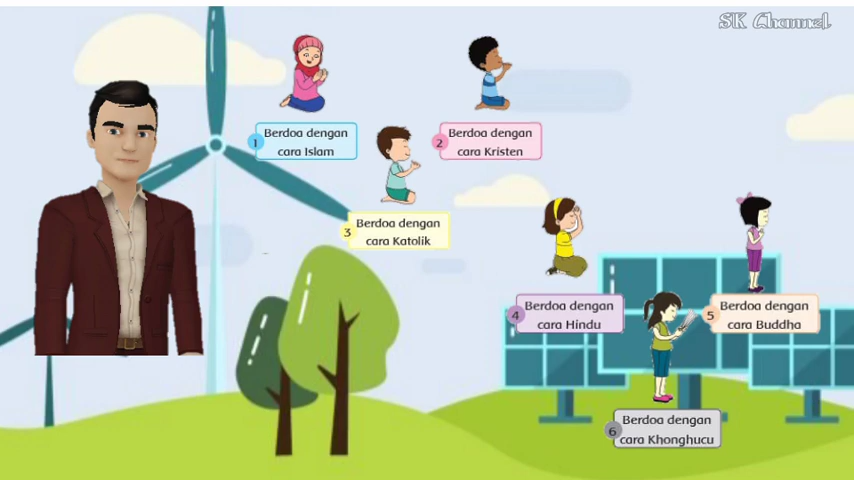 SK Channel
1 Berdoa dengan
cara Islam
2 Berdoa dengan
cara Kristen
3 Berdoa dengan
cara Katolik
4 Berdoa dengan
cara Hindu
5 Berdoa dengan
cara Buddha
6 Berdoa dengan
cara Khonghucu